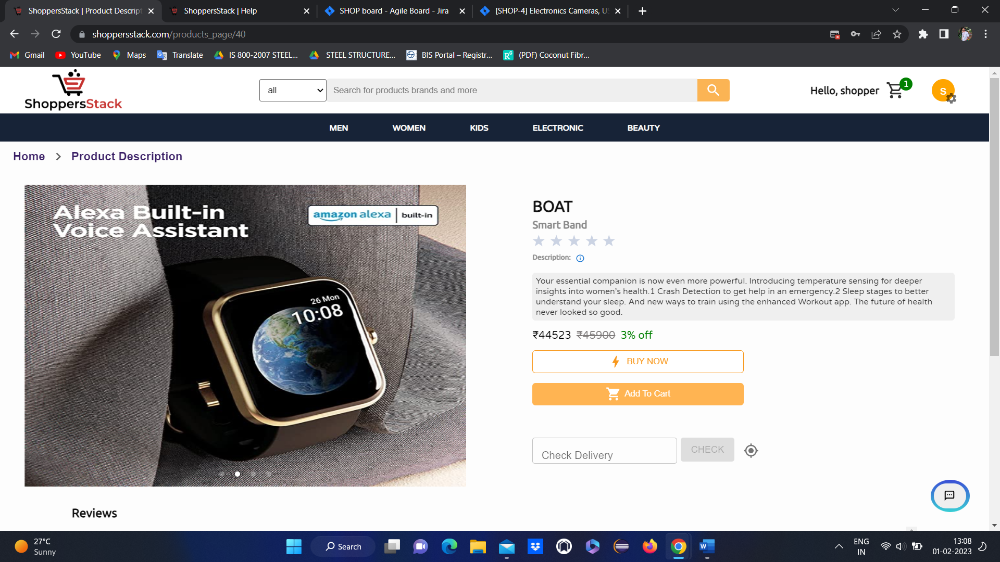 ShoppersStack | Product Descript
ShoppersStack | Help
SHOP board - Agile Board - Jira
[SHOP-4] Electronics Cameras, US
shoppersstack.com/products_page/40
Gmail
YouTube
Maps
Translate
IS 800-2007 STEEL...
STEEL STRUCTURE...
BIS Portal – Registr...
(PDF) Coconut Fibr...
ShoppersStack
all
Search for products brands and more
Hello, shopper
1
S
MEN
WOMEN
KIDS
ELECTRONIC
BEAUTY
Home
Product Description
Alexa Built-in
Voice Assistant
amazon alexa | built-in
26 Mon
10:08
BOAT
Smart Band
Description:
Your essential companion is now even more powerful. Introducing temperature sensing for deeper
insights into women’s health.1 Crash Detection to get help in an emergency.2 Sleep stages to better
understand your sleep. And new ways to train using the enhanced Workout app. The future of health
never looked so good.
₹44523 ₹45900 3% off
BUY NOW
Add To Cart
Check Delivery
CHECK
Reviews
27°C
Sunny
Search
ENG
IN
13:08
01-02-2023